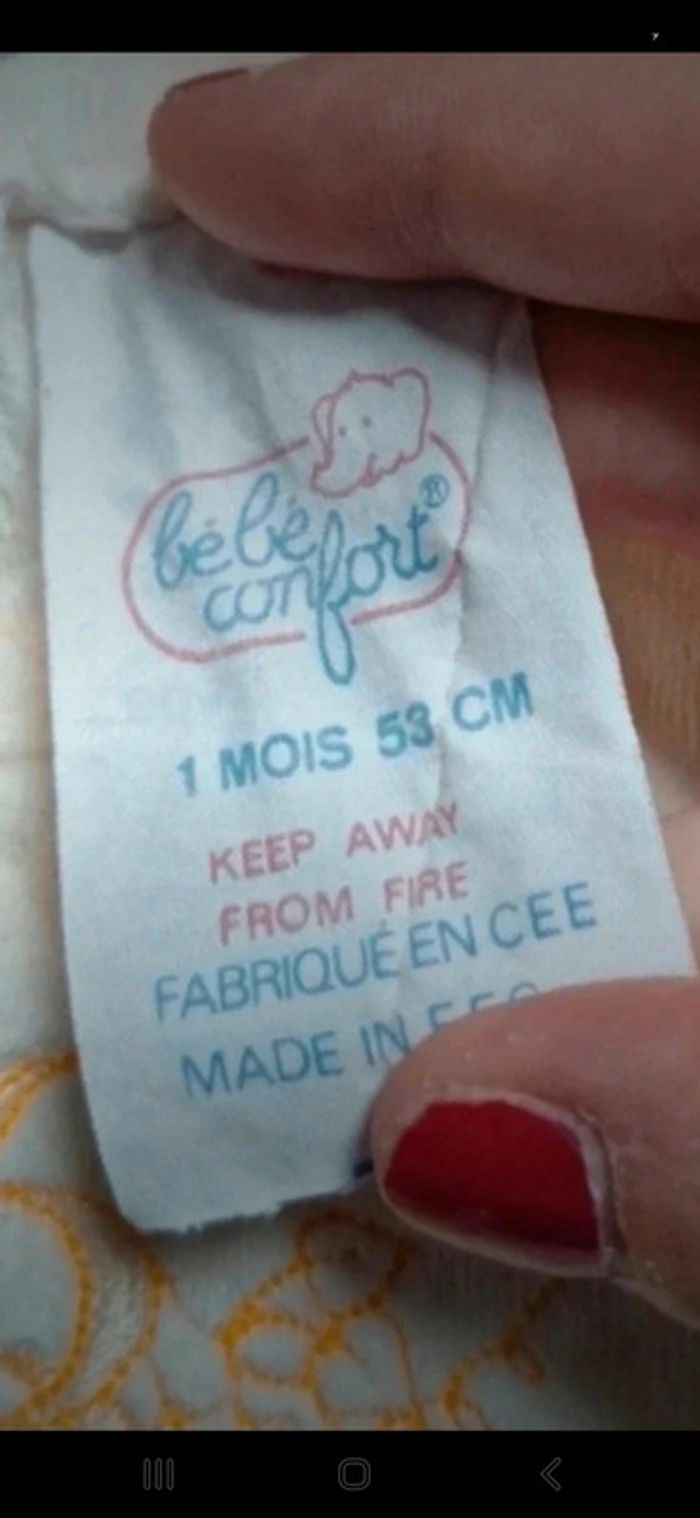 bébé
confort®
1 MOIS 53 CM
KEEP AWAY
FROM FIRE
FABRIQUÉ EN CEE
MADE IN